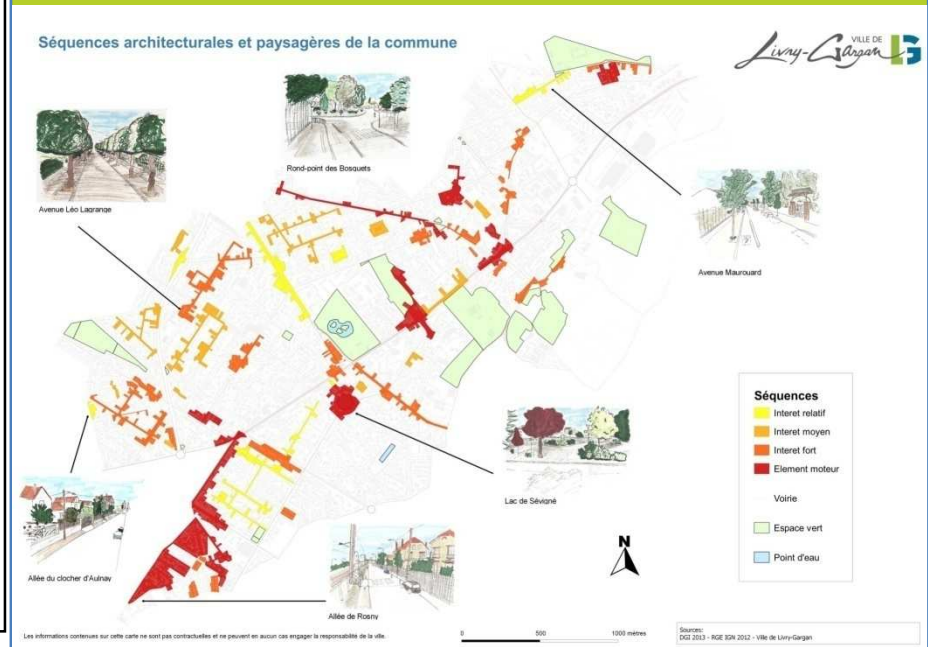 Séquences architecturales et paysagères de la commune
Livry-Gargan
VILLE DE
LG
Rond-point des Bosquets
Avenue Léo Lagrange
Avenue Maurouard
Séquences
Interet relatif
Interet moyen
Interet fort
Element moteur
Voirie
Espace vert
Point d'eau
Lac de Sévigné
N
Allée du clocher d'Aulnay
Allée de Rosny
Les informations contenues sur cette carte ne sont pas contractuelles et ne peuvent en aucun cas engager la responsabilité de la ville.
0 500 1000 mètres
Sources:
DGI 2013 - RGE IGN 2012 - Ville de Livry-Gargan